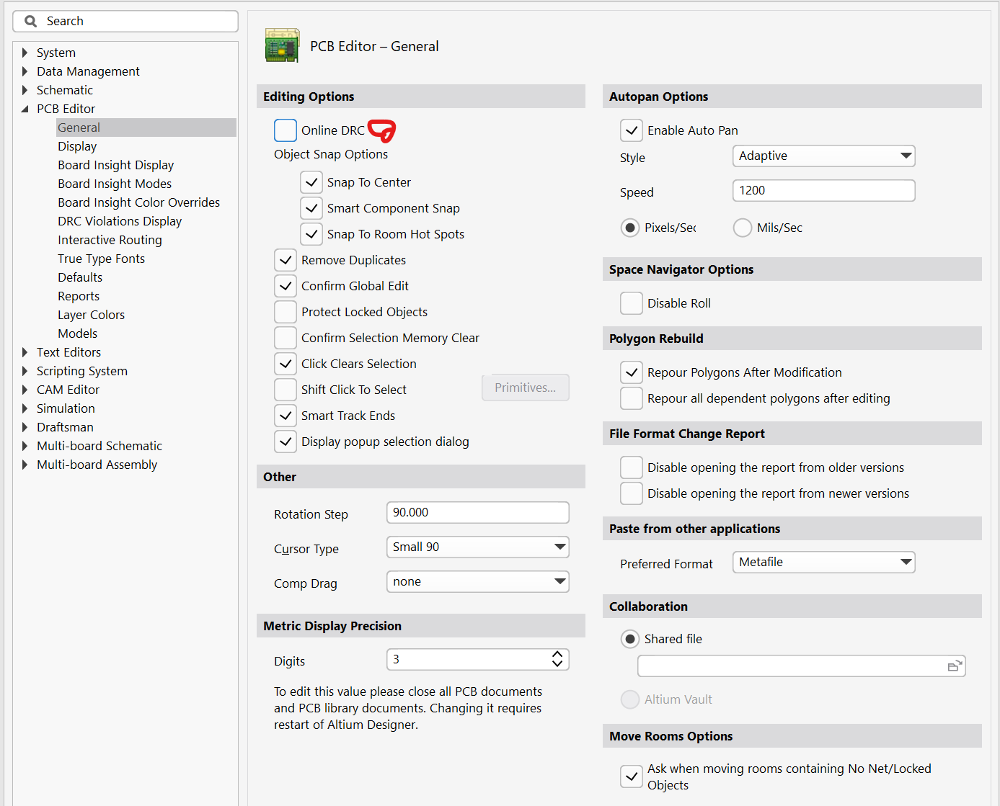 Search
System
Data Management
Schematic
PCB Editor
General
Display
Board Insight Display
Board Insight Modes
Board Insight Color Overrides
DRC Violations Display
Interactive Routing
True Type Fonts
Defaults
Reports
Layer Colors
Models
Text Editors
Scripting System
CAM Editor
Simulation
Draftsman
Multi-board Schematic
Multi-board Assembly
PCB Editor – General
Editing Options
Online DRC
Object Snap Options
Snap To Center
Smart Component Snap
Snap To Room Hot Spots
Remove Duplicates
Confirm Global Edit
Protect Locked Objects
Confirm Selection Memory Clear
Click Clears Selection
Shift Click To Select
Primitives...
Smart Track Ends
Display popup selection dialog
Other
Rotation Step
90.000
Cursor Type
Small 90
Comp Drag
none
Metric Display Precision
Digits
3
To edit this value please close all PCB documents
and PCB library documents. Changing it requires
restart of Altium Designer.
Autopan Options
Enable Auto Pan
Style
Adaptive
Speed
1200
Pixels/Sec
Mils/Sec
Space Navigator Options
Disable Roll
Polygon Rebuild
Repour Polygons After Modification
Repour all dependent polygons after editing
File Format Change Report
Disable opening the report from older versions
Disable opening the report from newer versions
Paste from other applications
Preferred Format
Metafile
Collaboration
Shared file
Altium Vault
Move Rooms Options
Ask when moving rooms containing No Net/Locked
Objects